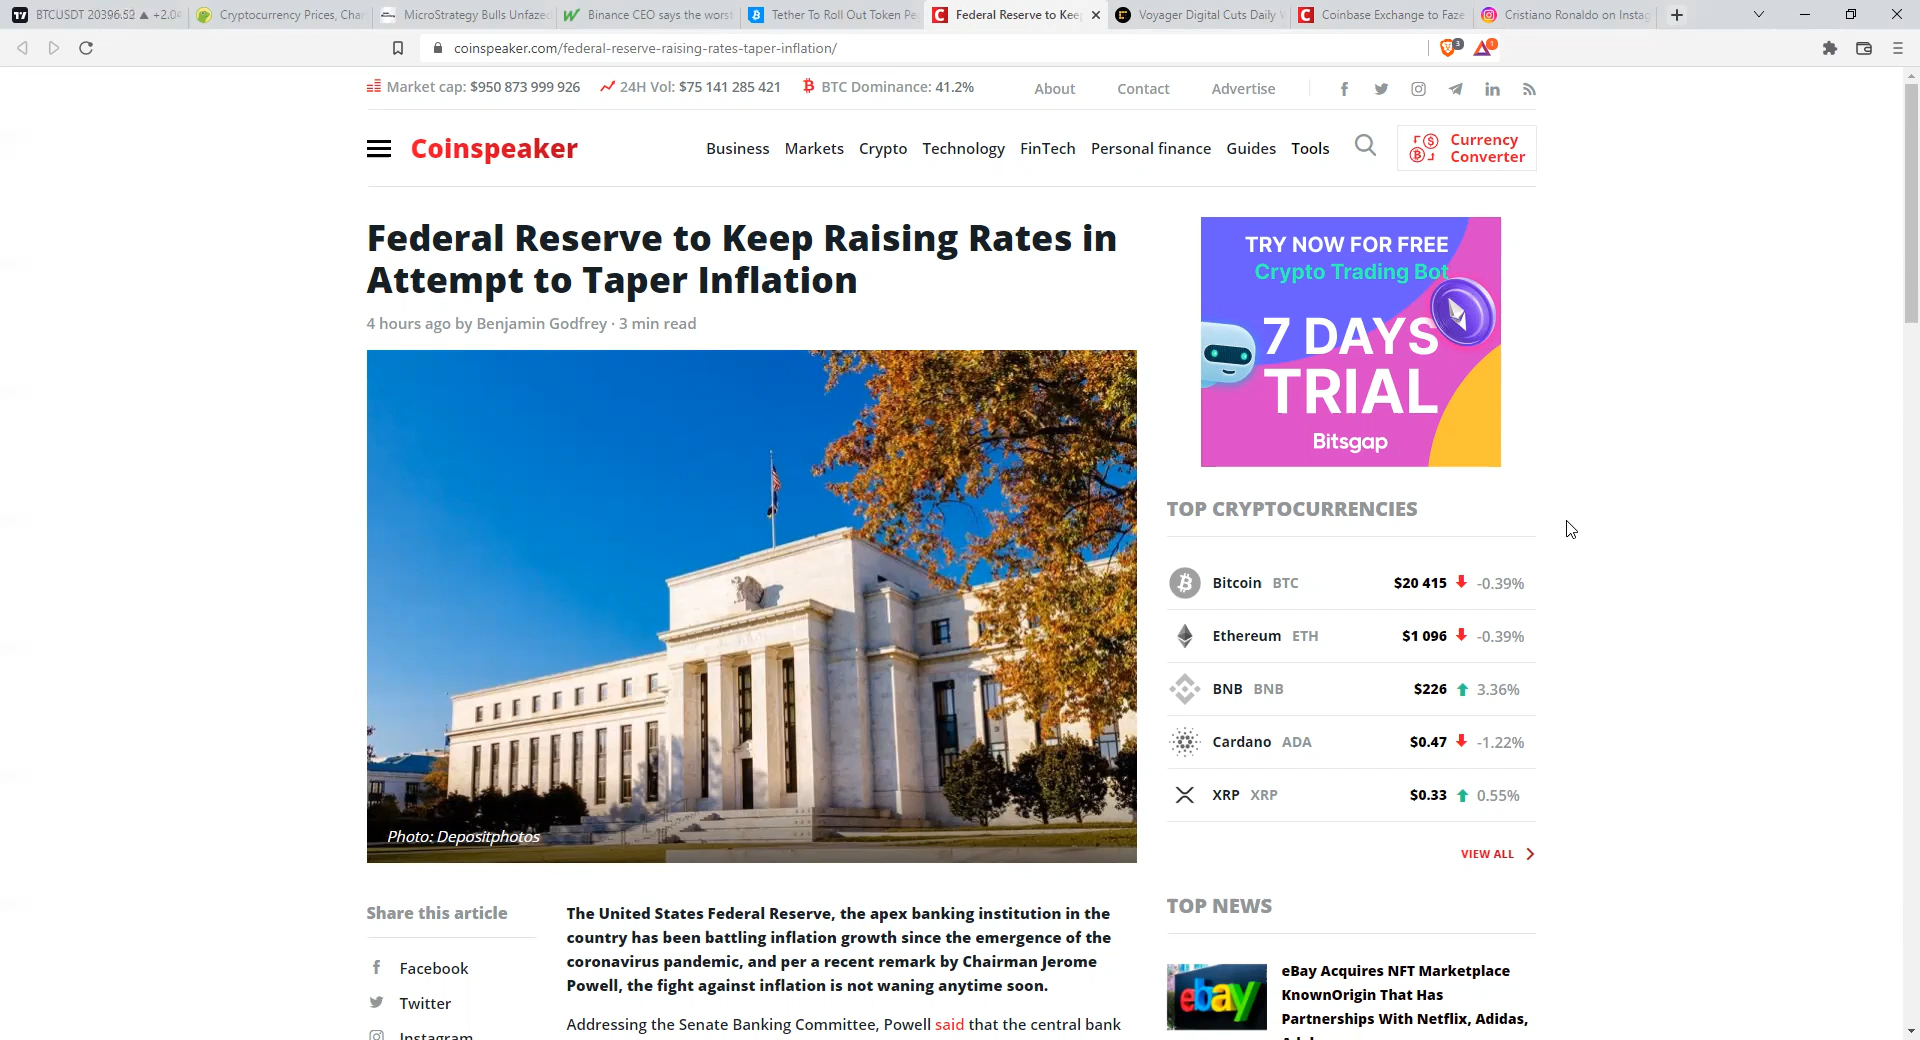 BTCUSDT 20396.52 ▲ +2.04
Cryptocurrency Prices, Cha
MicroStrategy Bulls Unfazed
Binance CEO says the worst
Tether To Roll Out Token Pe
Federal Reserve to Kee
Voyager Digital Cuts Daily
Coinbase Exchange to Faze
Cristiano Ronaldo on Instag
coinspeaker.com/federal-reserve-raising-rates-taper-inflation/
3
1
Market cap: $950 873 999 926
24H Vol: $75 141 285 421
BTC Dominance: 41.2%
About
Contact
Advertise
Coinspeaker
Business
Markets
Crypto
Technology
FinTech
Personal finance
Guides
Tools
Currency
Converter
Federal Reserve to Keep Raising Rates in
Attempt to Taper Inflation
4 hours ago by Benjamin Godfrey · 3 min read
Photo: Depositphotos
Share this article
Facebook
Twitter
Instagram
The United States Federal Reserve, the apex banking institution in the
country has been battling inflation growth since the emergence of the
coronavirus pandemic, and per a recent remark by Chairman Jerome
Powell, the fight against inflation is not waning anytime soon.
Addressing the Senate Banking Committee, Powell said that the central bank
TRY NOW FOR FREE
Crypto Trading Bot
7 DAYS
TRIAL
Bitsgap
TOP CRYPTOCURRENCIES
Bitcoin BTC $20 415 -0.39%
Ethereum ETH $1 096 -0.39%
BNB BNB $226 3.36%
Cardano ADA $0.47 -1.22%
XRP XRP $0.33 0.55%
VIEW ALL
TOP NEWS
ebay
eBay Acquires NFT Marketplace
KnownOrigin That Has
Partnerships With Netflix, Adidas,